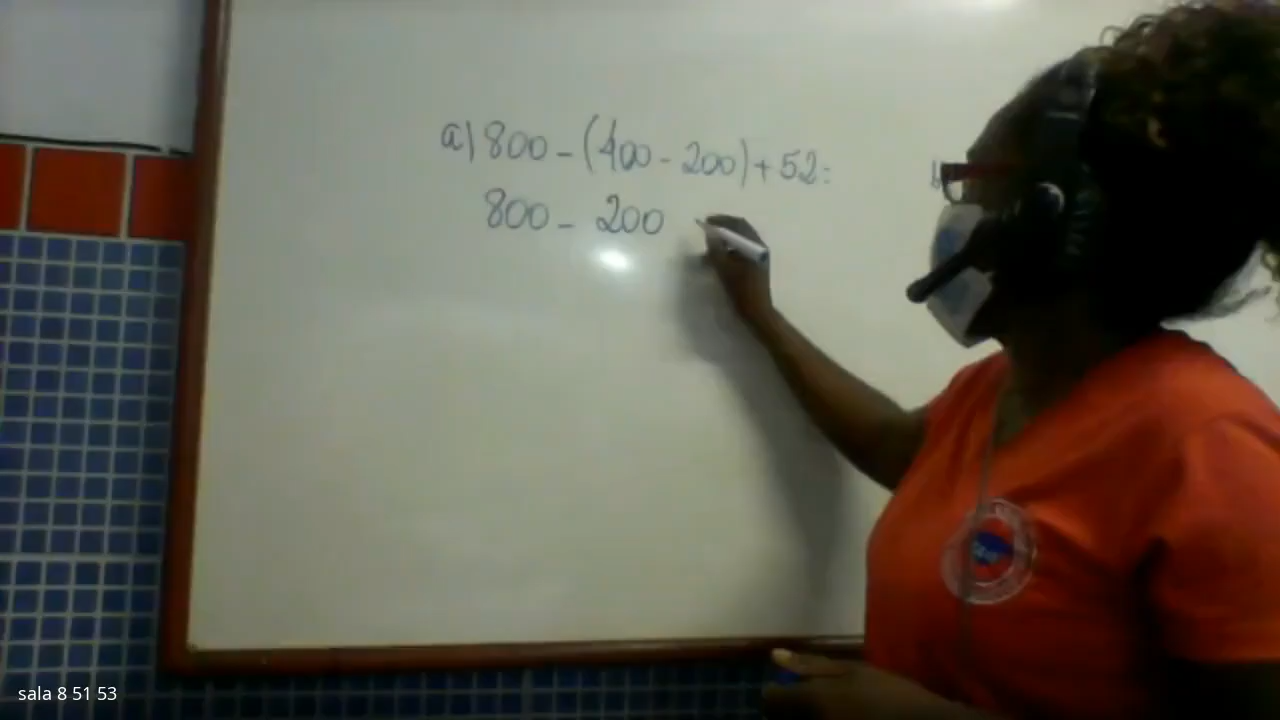 a) 800 - (400 - 200) + 52 =
800 - 200
sala 8 51 53